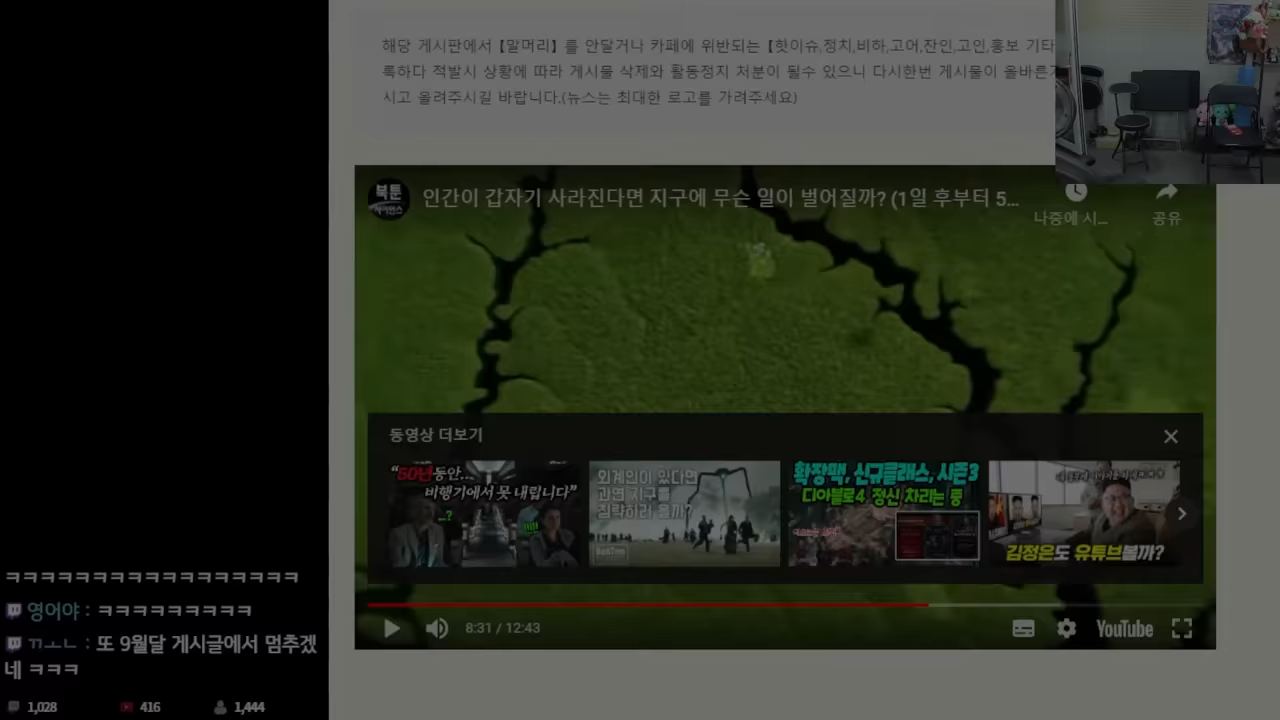 해당 게시판에서【말머리】를 안달거나 카페에 위반되는【핫이슈,정치,비하,고어,잔인,고인,홍보 기타
록하다 적발시 상황에 따라 게시물 삭제와 활동정지 처분이 될수 있으니 다시한번 게시물이 올바른
시고 올려주시길 바랍니다.(뉴스는 최대한 로고를 가려주세요)
북툰
사이언스
인간이 갑자기 사라진다면 지구에 무슨 일이 벌어질까? (1일 후부터 5...
나중에 시...
공유
동영상 더보기
"50년동안...
비행기에서 못 내립니다"
...?
외계인이 있다면
과연 지구를
침략하러 올까?
BookToon
확장팩, 신규클래스, 시즌3
디아블로4 정신 차리는 중
김정은도 유튜브볼까?
8:31 / 12:43
YouTube
ㅋㅋㅋㅋㅋㅋㅋㅋㅋㅋㅋㅋㅋㅋㅋㅋㅋ
영어야 : ㅋㅋㅋㅋㅋㅋㅋㅋㅋ
ㄲㅗㄴ : 또 9월달 게시글에서 멈추겠
네 ㅋㅋㅋ
1,028 416 1,444